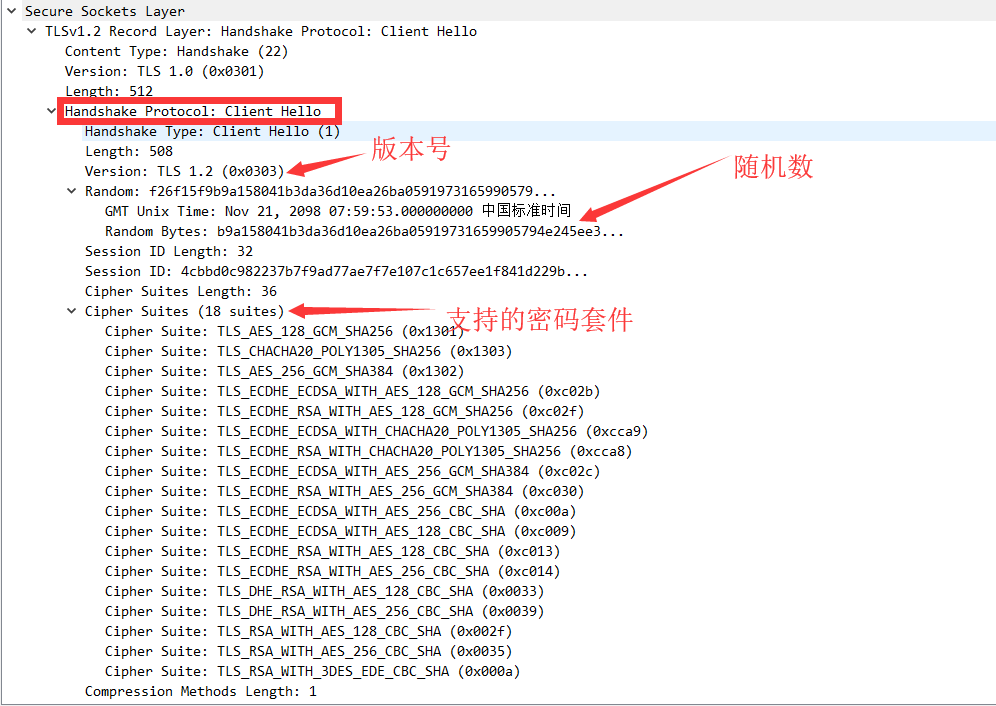 Secure Sockets Layer
TLSv1.2 Record Layer: Handshake Protocol: Client Hello
Content Type: Handshake (22)
Version: TLS 1.0 (0x0301)
Length: 512
Handshake Protocol: Client Hello
Handshake Type: Client Hello (1)
Length: 508
版本号
Version: TLS 1.2 (0x0303)
随机数
Random: f26f15f9b9a158041b3da36d10ea26ba0591973165990579...
GMT Unix Time: Nov 21, 2098 07:59:53.000000000 中国标准时间
Random Bytes: b9a158041b3da36d10ea26ba05919731659905794e245ee3...
Session ID Length: 32
Session ID: 4cbbd0c982237b7f9ad77ae7f7e107c1c657ee1f841d229b...
Cipher Suites Length: 36
Cipher Suites (18 suites)
支持的密码套件
Cipher Suite: TLS_AES_128_GCM_SHA256 (0x1301)
Cipher Suite: TLS_CHACHA20_POLY1305_SHA256 (0x1303)
Cipher Suite: TLS_AES_256_GCM_SHA384 (0x1302)
Cipher Suite: TLS_ECDHE_ECDSA_WITH_AES_128_GCM_SHA256 (0xc02b)
Cipher Suite: TLS_ECDHE_RSA_WITH_AES_128_GCM_SHA256 (0xc02f)
Cipher Suite: TLS_ECDHE_ECDSA_WITH_CHACHA20_POLY1305_SHA256 (0xcca9)
Cipher Suite: TLS_ECDHE_RSA_WITH_CHACHA20_POLY1305_SHA256 (0xcca8)
Cipher Suite: TLS_ECDHE_ECDSA_WITH_AES_256_GCM_SHA384 (0xc02c)
Cipher Suite: TLS_ECDHE_RSA_WITH_AES_256_GCM_SHA384 (0xc030)
Cipher Suite: TLS_ECDHE_ECDSA_WITH_AES_256_CBC_SHA (0xc00a)
Cipher Suite: TLS_ECDHE_ECDSA_WITH_AES_128_CBC_SHA (0xc009)
Cipher Suite: TLS_ECDHE_RSA_WITH_AES_128_CBC_SHA (0xc013)
Cipher Suite: TLS_ECDHE_RSA_WITH_AES_256_CBC_SHA (0xc014)
Cipher Suite: TLS_DHE_RSA_WITH_AES_128_CBC_SHA (0x0033)
Cipher Suite: TLS_DHE_RSA_WITH_AES_256_CBC_SHA (0x0039)
Cipher Suite: TLS_RSA_WITH_AES_128_CBC_SHA (0x002f)
Cipher Suite: TLS_RSA_WITH_AES_256_CBC_SHA (0x0035)
Cipher Suite: TLS_RSA_WITH_3DES_EDE_CBC_SHA (0x000a)
Compression Methods Length: 1